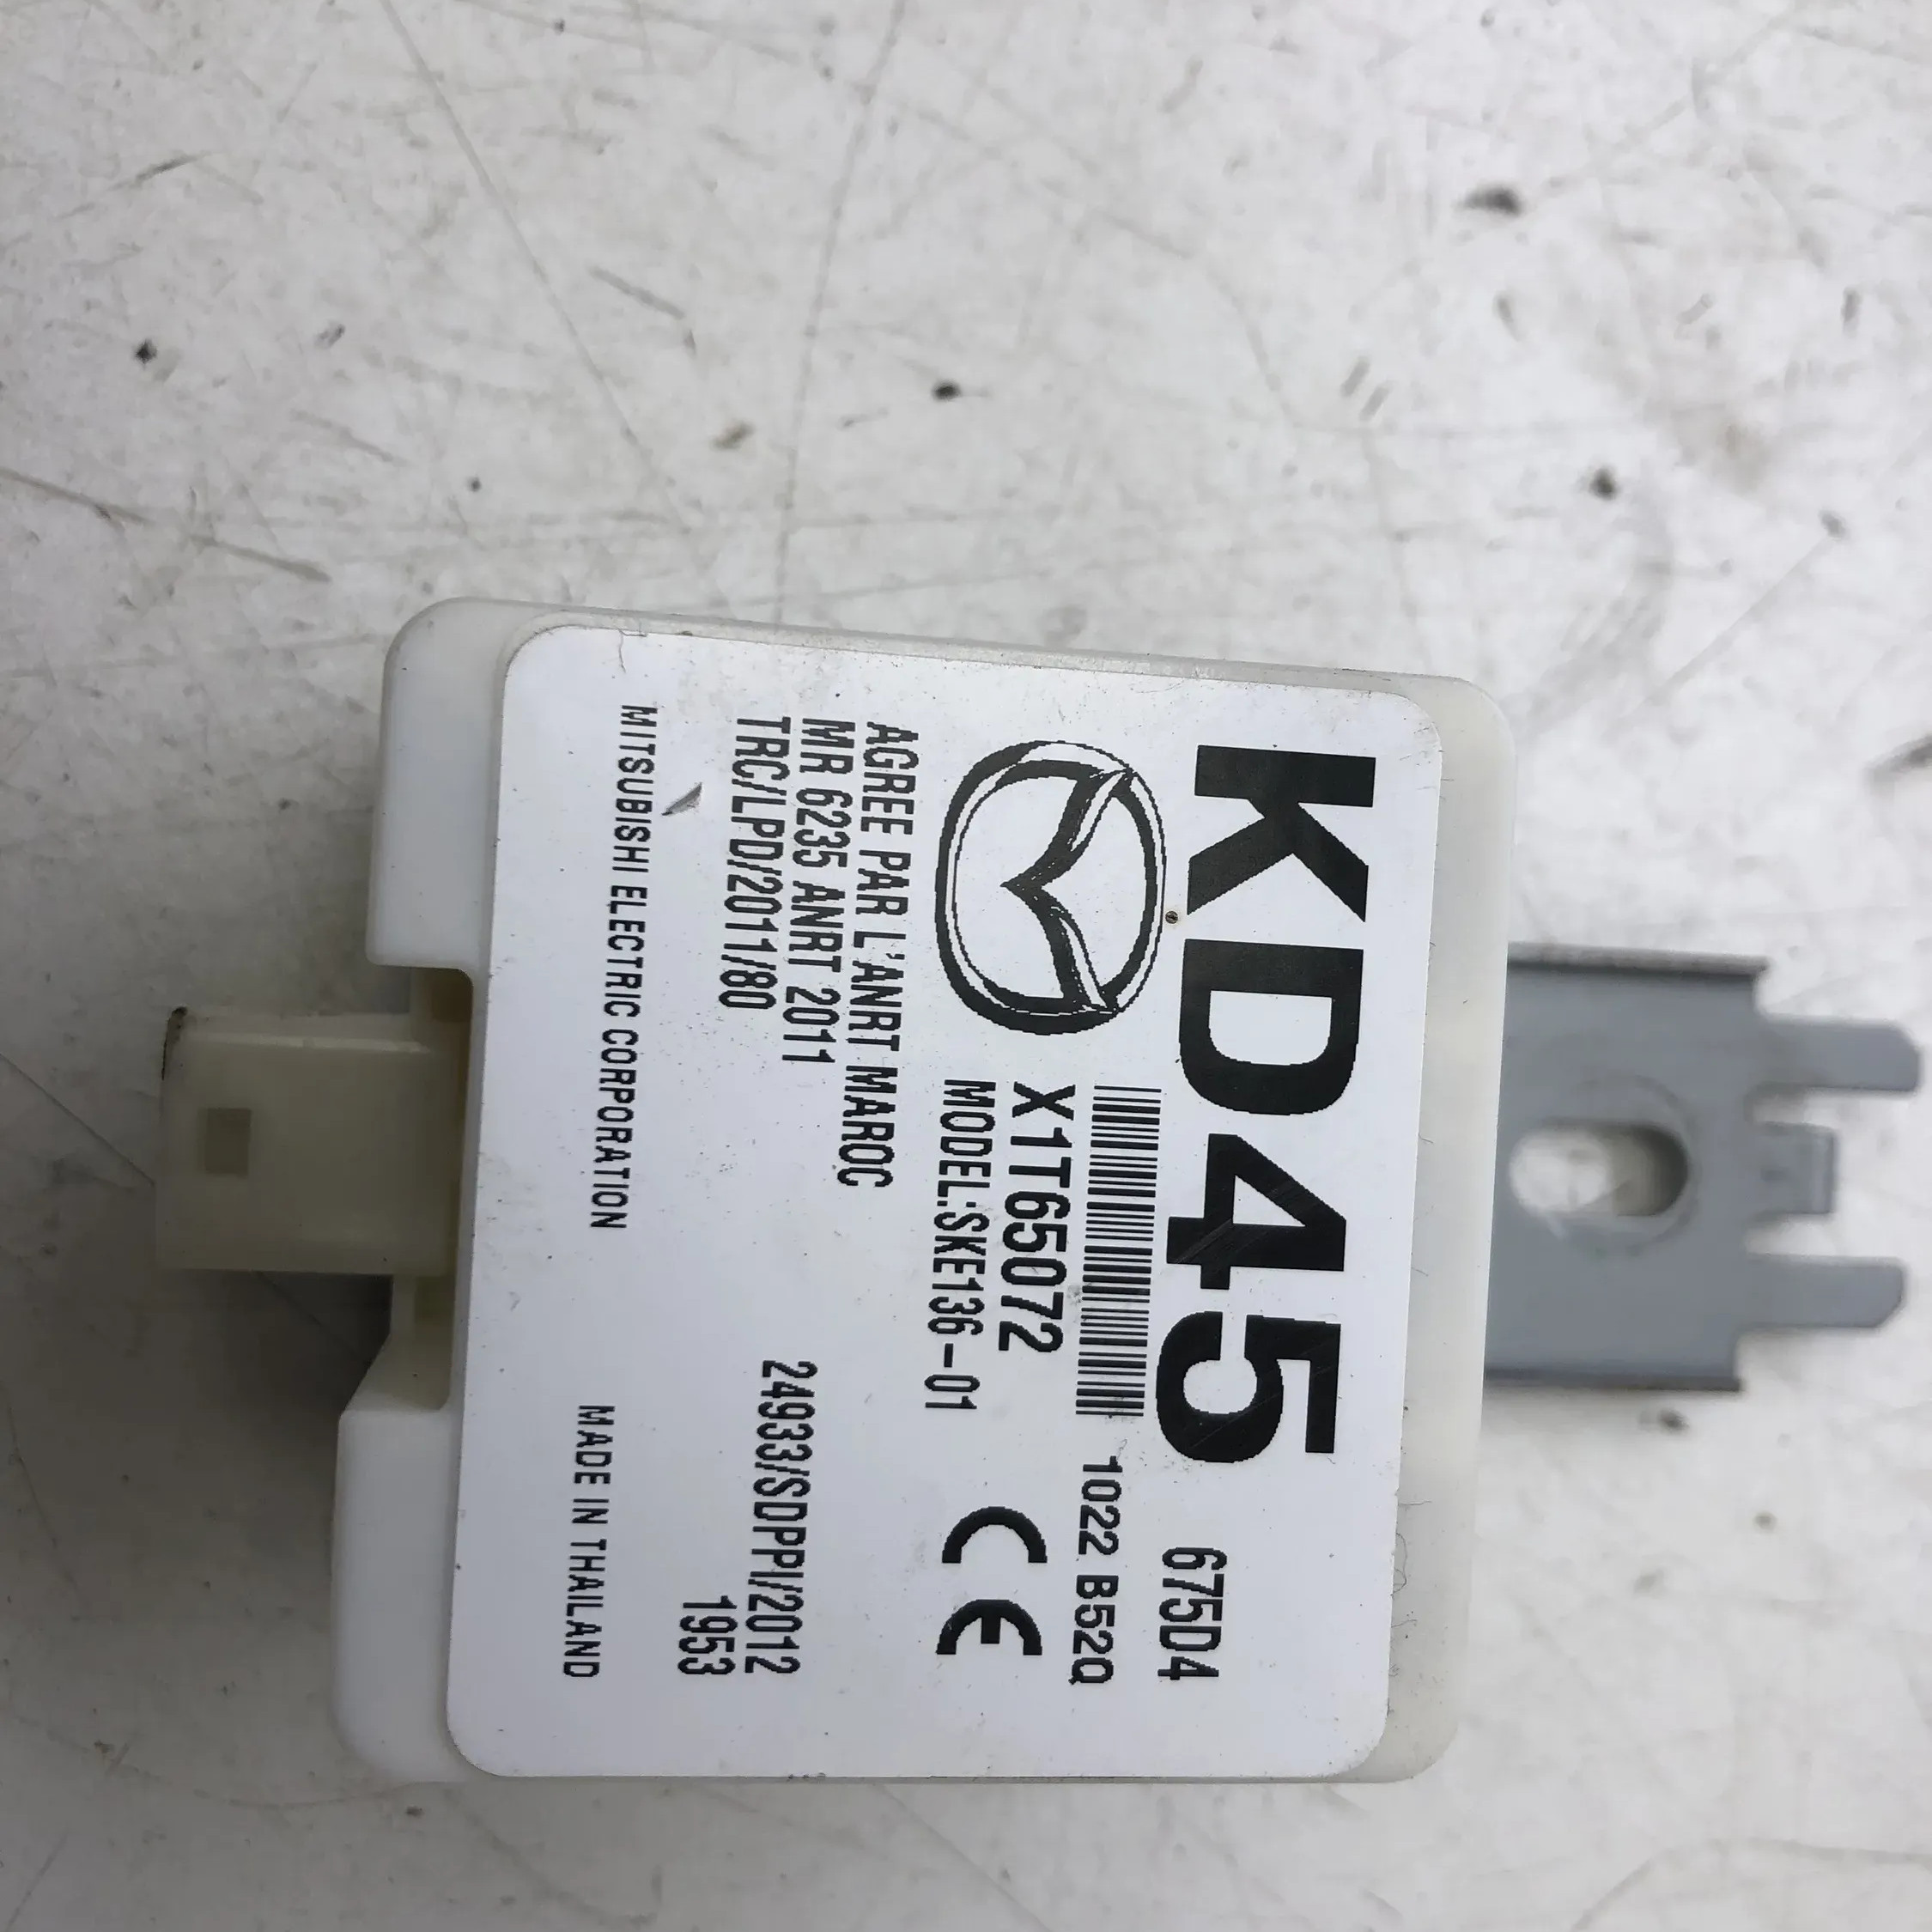 KD45 675D4
1022 B52Q
X1T65072
MODEL:SKE136-01
CE
AGREE PAR L'ANRT MAROC
MR 6235 ANRT 2011
24933/SDPPI/2012
TRC/LPD/2011/80
1953
MITSUBISHI ELECTRIC CORPORATION MADE IN THAILAND